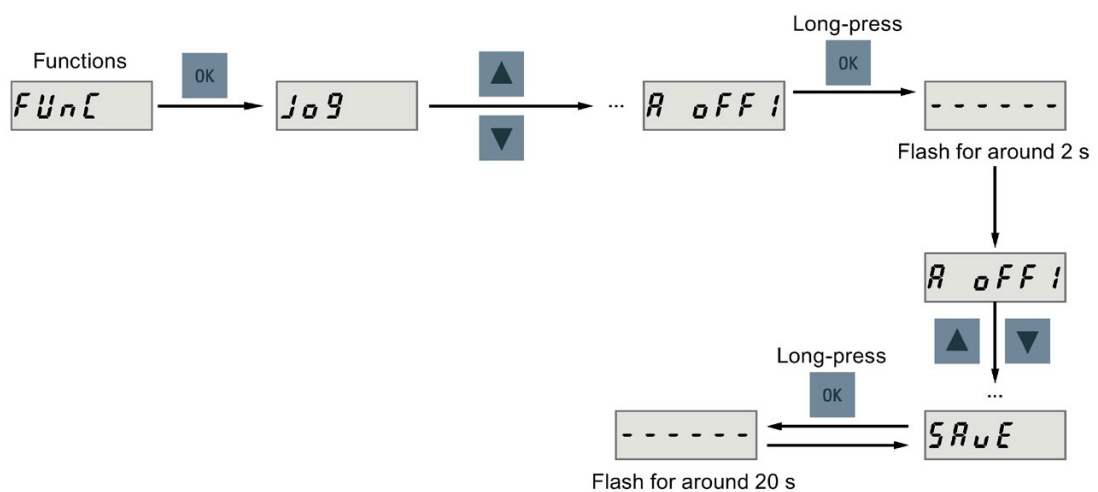 Long-press
Functions
OK
OK
FUnC
Jog
...
A oFF1
------
Flash for around 2 s
A oFF1
Long-press
OK
...
------
SAvE
Flash for around 20 s